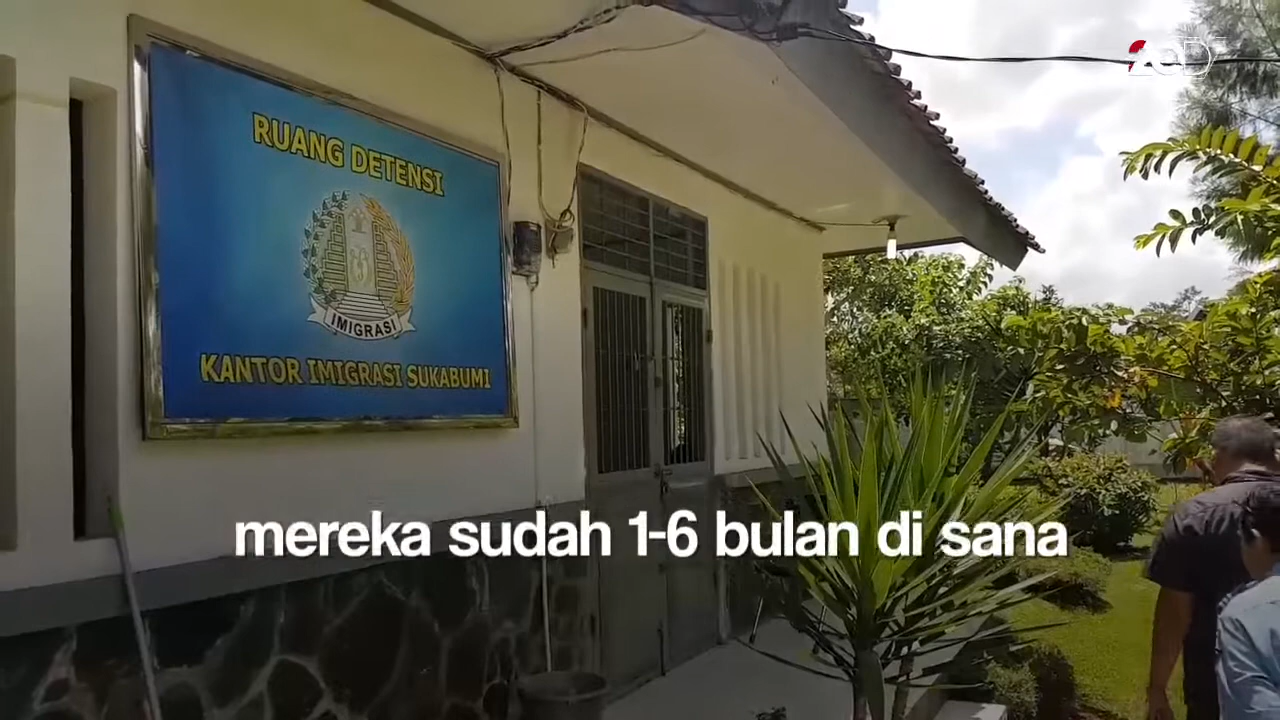 RUANG DETENSI
IMIGRASI
KANTOR IMIGRASI SUKABUMI
mereka sudah 1-6 bulan di sana